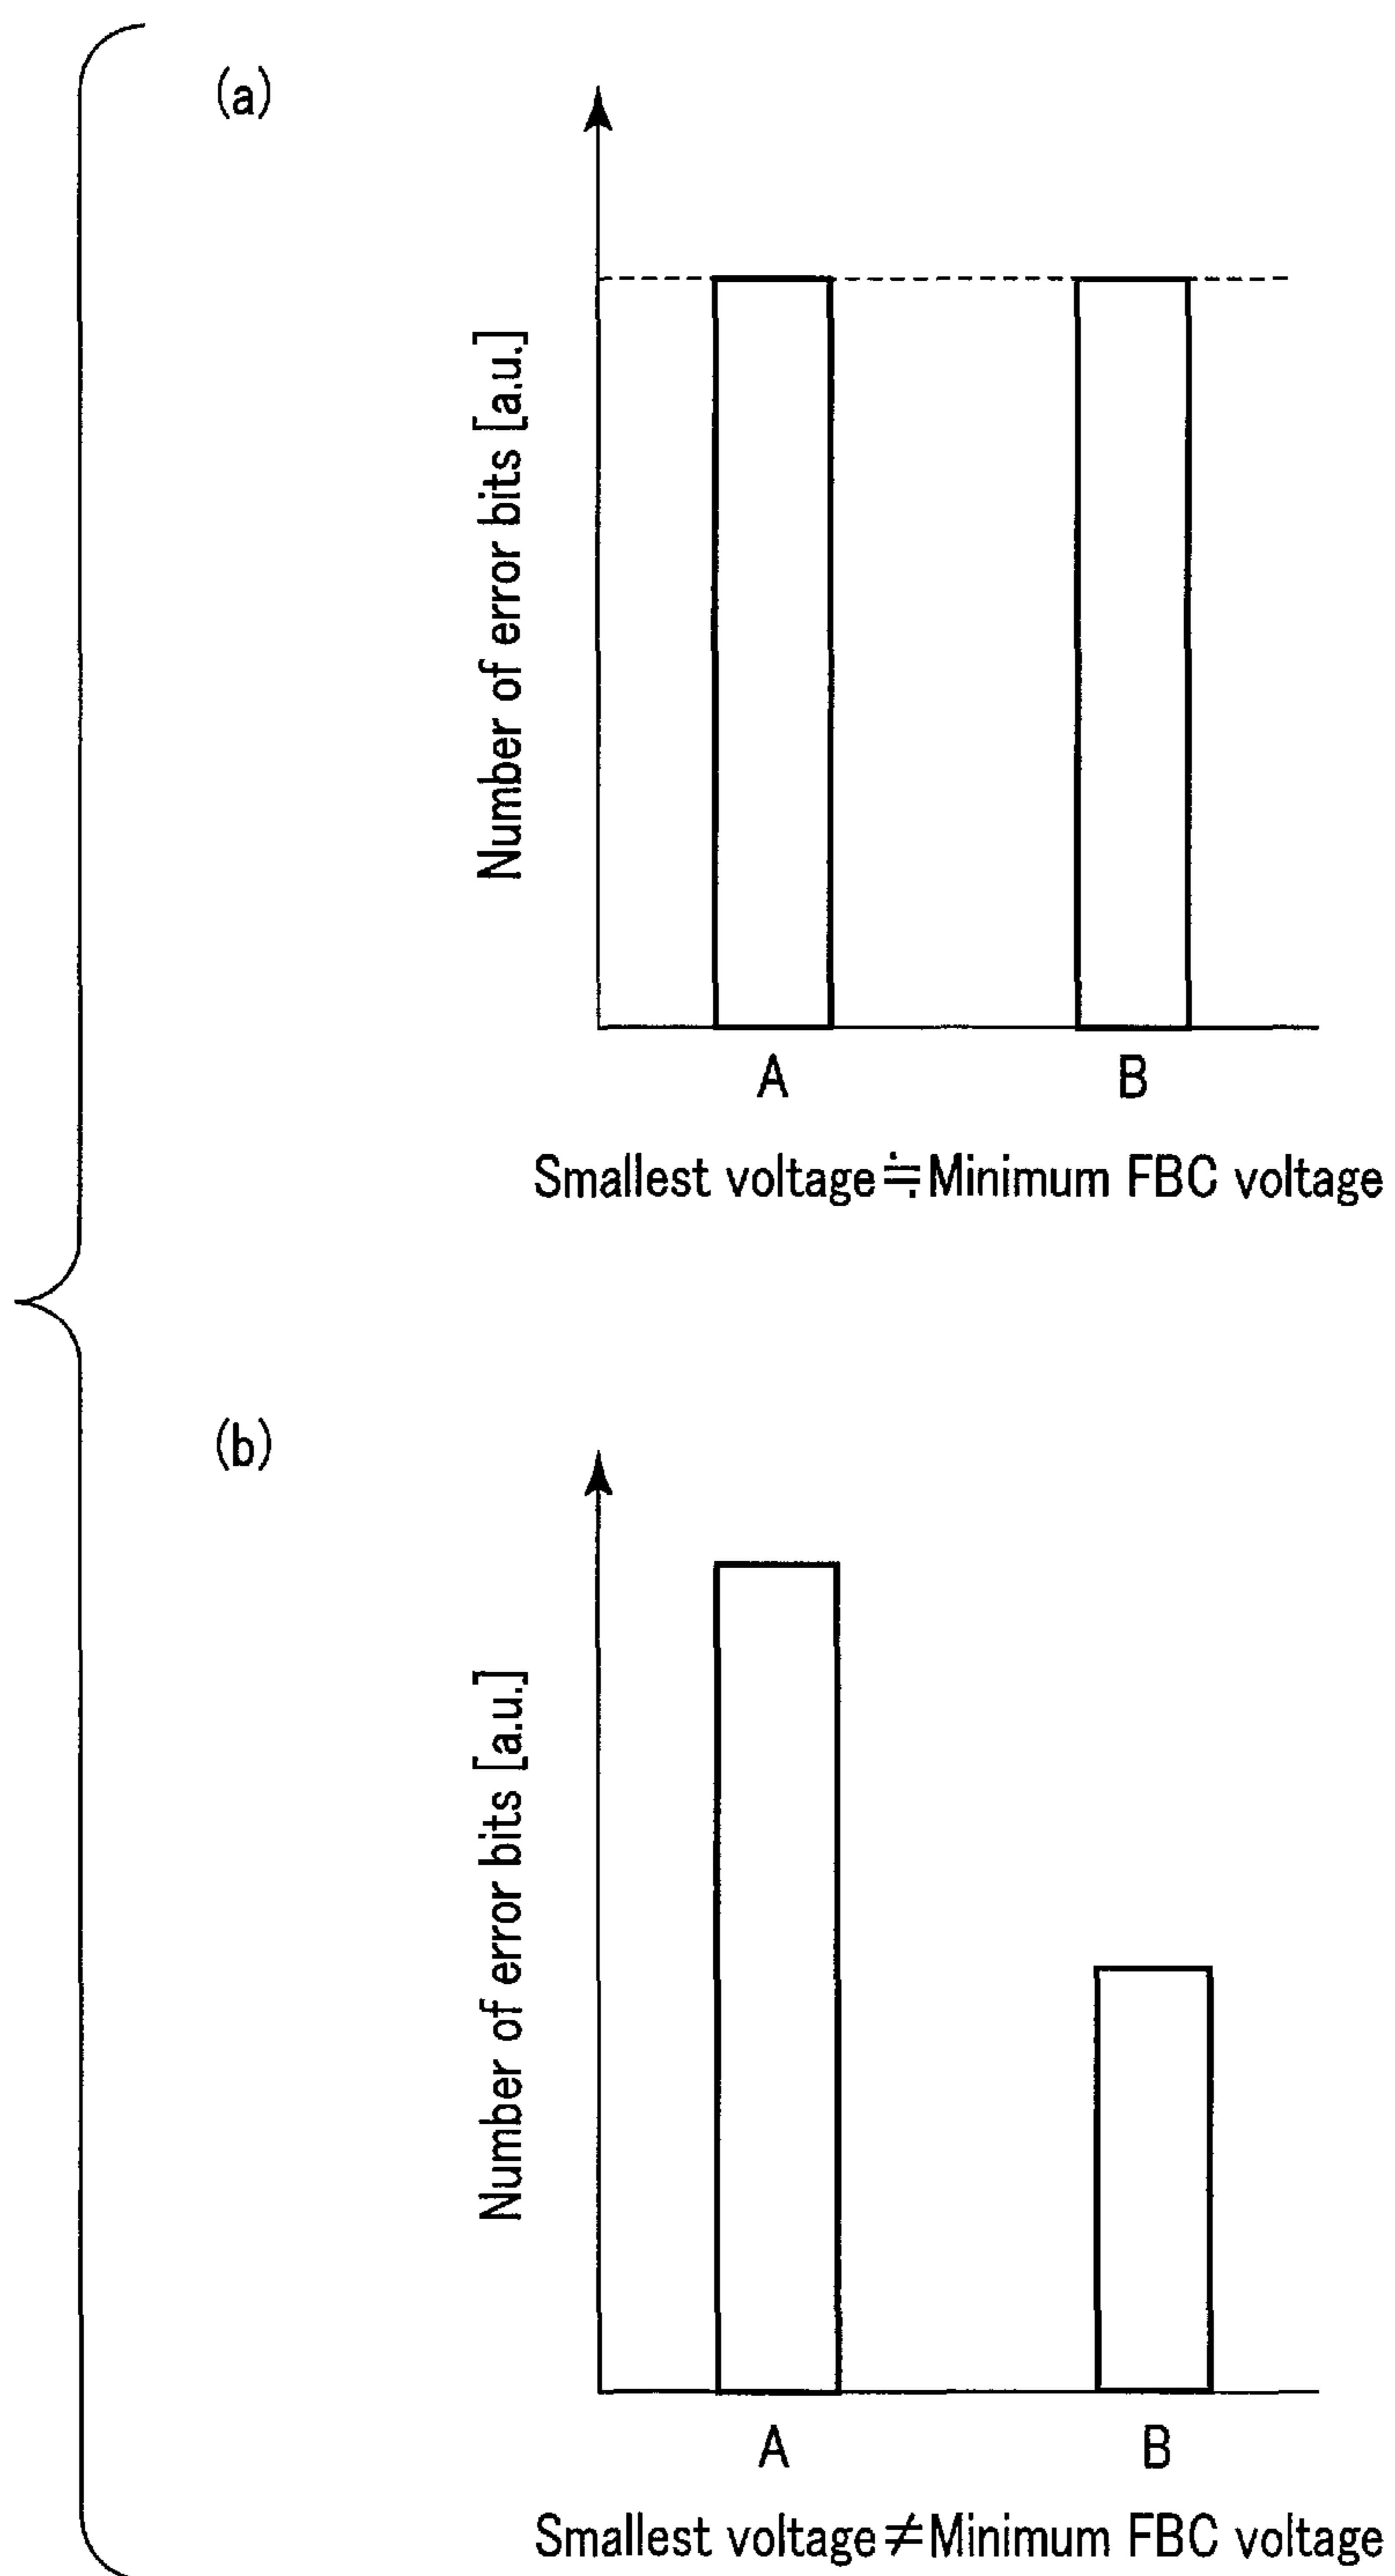 (a)
Number of error bits [a.u.]
A
B
Smallest voltage≒Minimum FBC voltage
(b)
Number of error bits [a.u.]
A
B
Smallest voltage≠Minimum FBC voltage